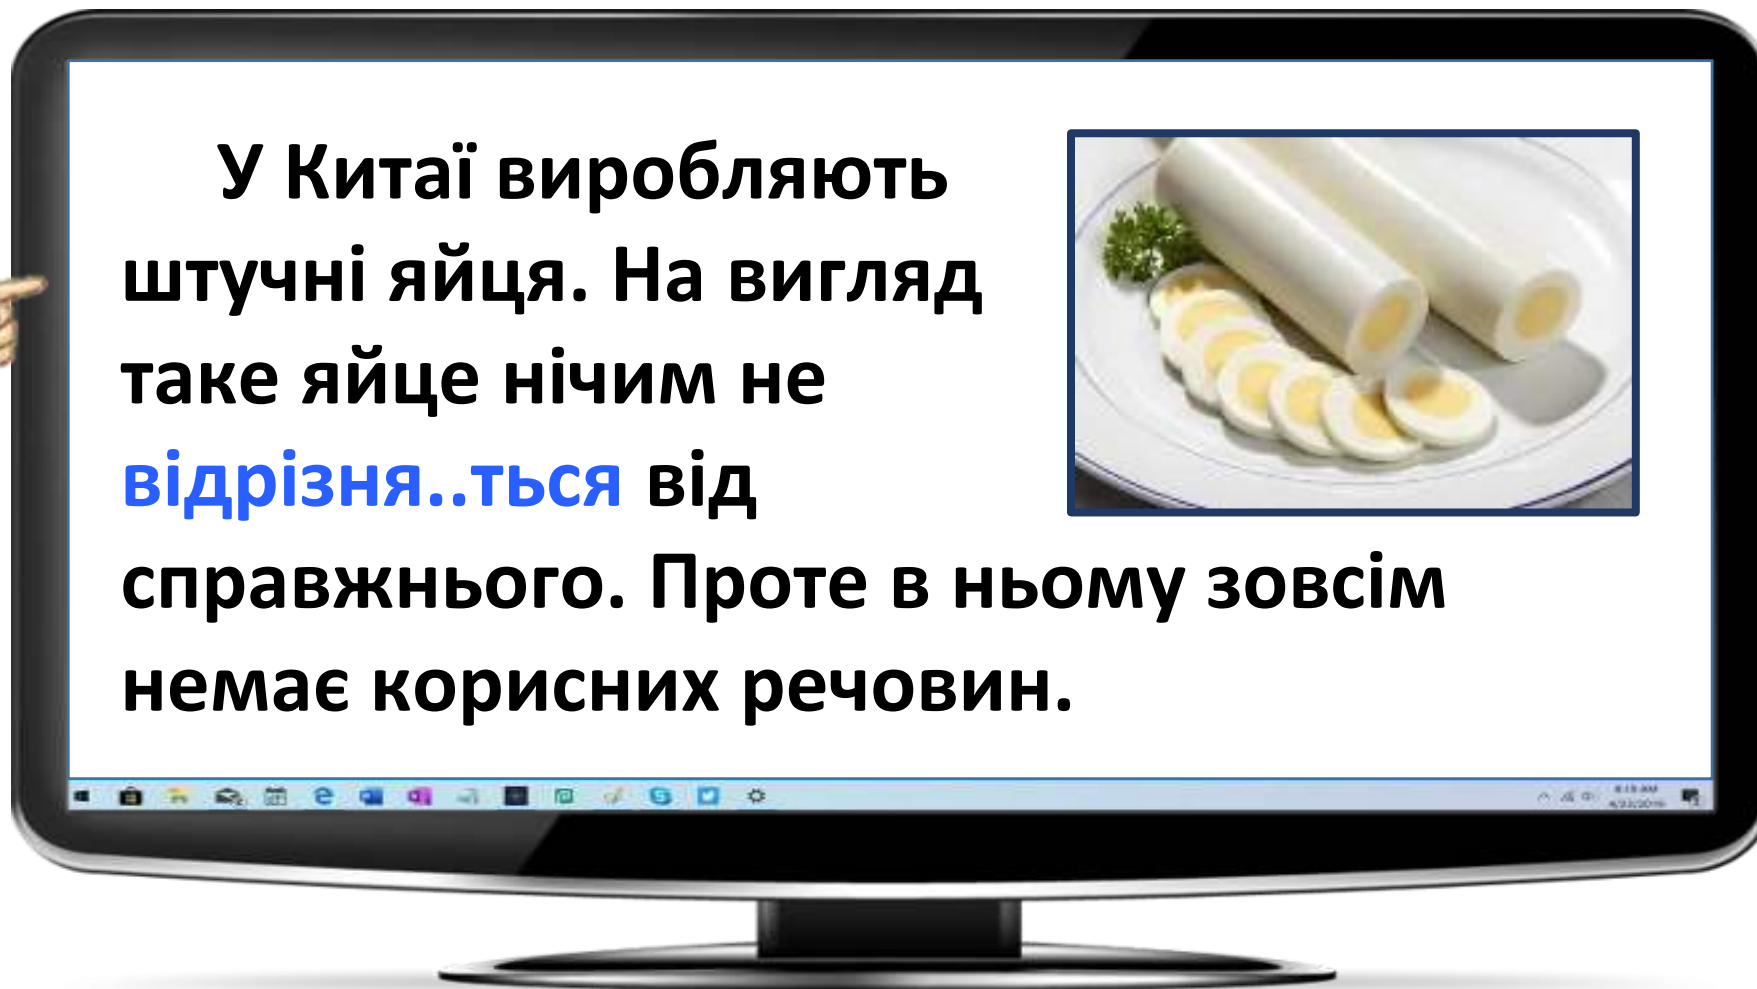 У Китаї виробляють
штучні яйця. На вигляд
таке яйце нічим не
відрізня..ться від
справжнього. Проте в ньому зовсім
немає корисних речовин.